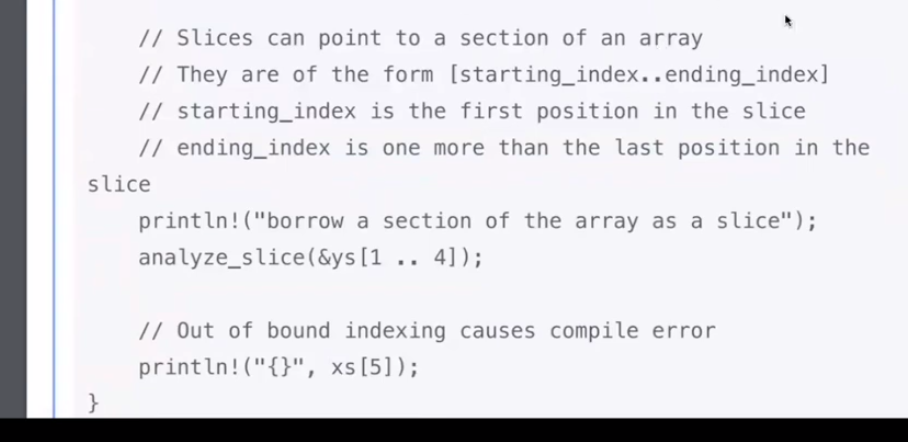 // Slices can point to a section of an array
// They are of the form [starting_index..ending_index]
// starting_index is the first position in the slice
// ending_index is one more than the last position in the
slice
println!("borrow a section of the array as a slice");
analyze_slice(&ys[1 .. 4]);
// Out of bound indexing causes compile error
println!("{}", xs[5]);
}